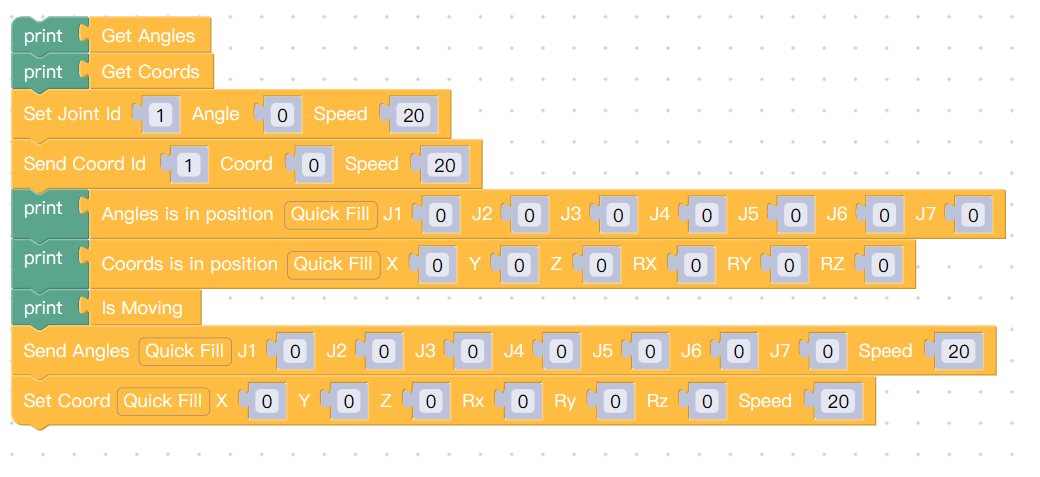 print Get Angles
print Get Coords
Set Joint Id 1 Angle 0 Speed 20
Send Coord Id 1 Coord 0 Speed 20
print Angles is in position Quick Fill J1 0 J2 0 J3 0 J4 0 J5 0 J6 0 J7 0
print Coords is in position Quick Fill X 0 Y 0 Z 0 RX 0 RY 0 RZ 0
print Is Moving
Send Angles Quick Fill J1 0 J2 0 J3 0 J4 0 J5 0 J6 0 J7 0 Speed 20
Set Coord Quick Fill X 0 Y 0 Z 0 Rx 0 Ry 0 Rz 0 Speed 20